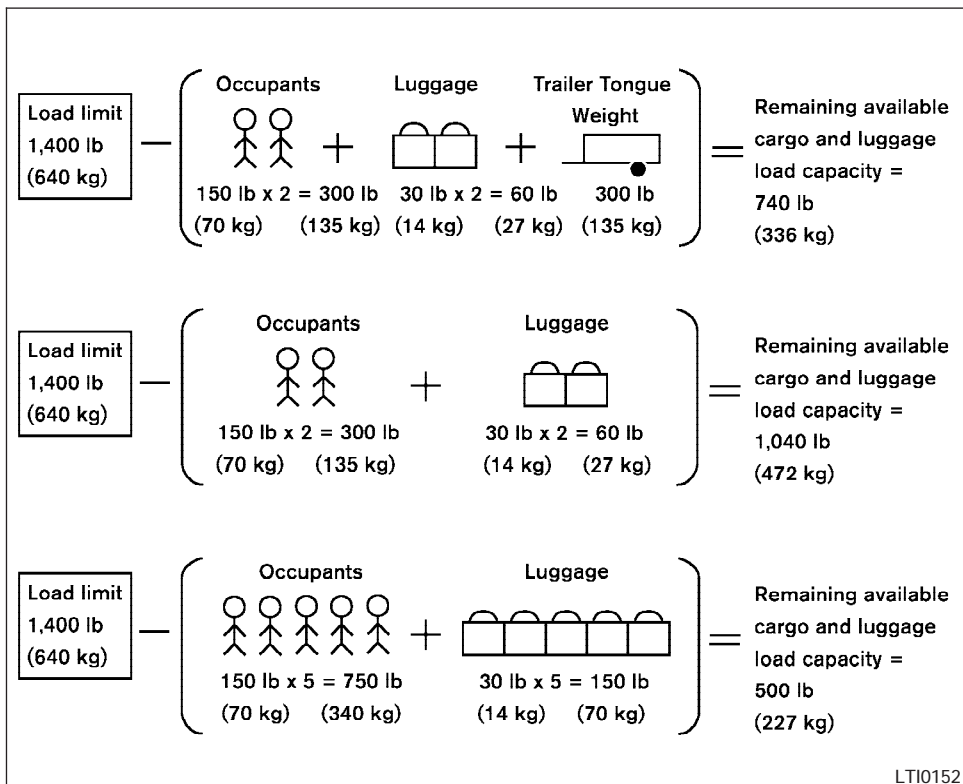 Load limit
1,400 lb
(640 kg)
Occupants
150 lb x 2 = 300 lb
(70 kg) (135 kg)
Luggage
30 lb x 2 = 60 lb
(14 kg) (27 kg)
Trailer Tongue
Weight
300 lb
(135 kg)
Remaining available
cargo and luggage
load capacity =
740 lb
(336 kg)
Load limit
1,400 lb
(640 kg)
Occupants
150 lb x 2 = 300 lb
(70 kg) (135 kg)
Luggage
30 lb x 2 = 60 lb
(14 kg) (27 kg)
Remaining available
cargo and luggage
load capacity =
1,040 lb
(472 kg)
Load limit
1,400 lb
(640 kg)
Occupants
150 lb x 5 = 750 lb
(70 kg) (340 kg)
Luggage
30 lb x 5 = 150 lb
(14 kg) (70 kg)
Remaining available
cargo and luggage
load capacity =
500 lb
(227 kg)
LTI0152